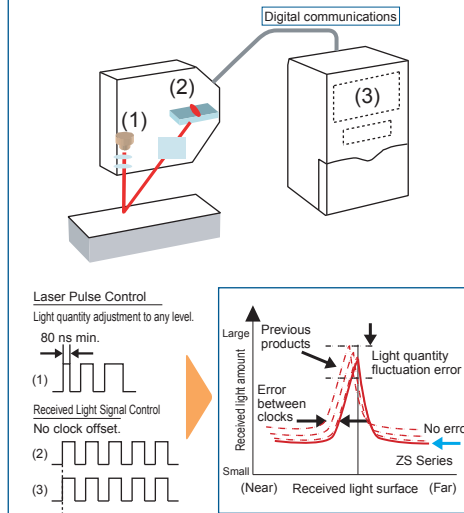 Digital communications
(2)
(1)
(3)
Laser Pulse Control
Light quantity adjustment to any level.
80 ns min.
(1)
Received Light Signal Control
No clock offset.
(2)
(3)
Large
Previous
products
Light quantity
fluctuation error
Received light amount
Error
between
clocks
No error
ZS Series
Small
(Near)
Received light surface
(Far)